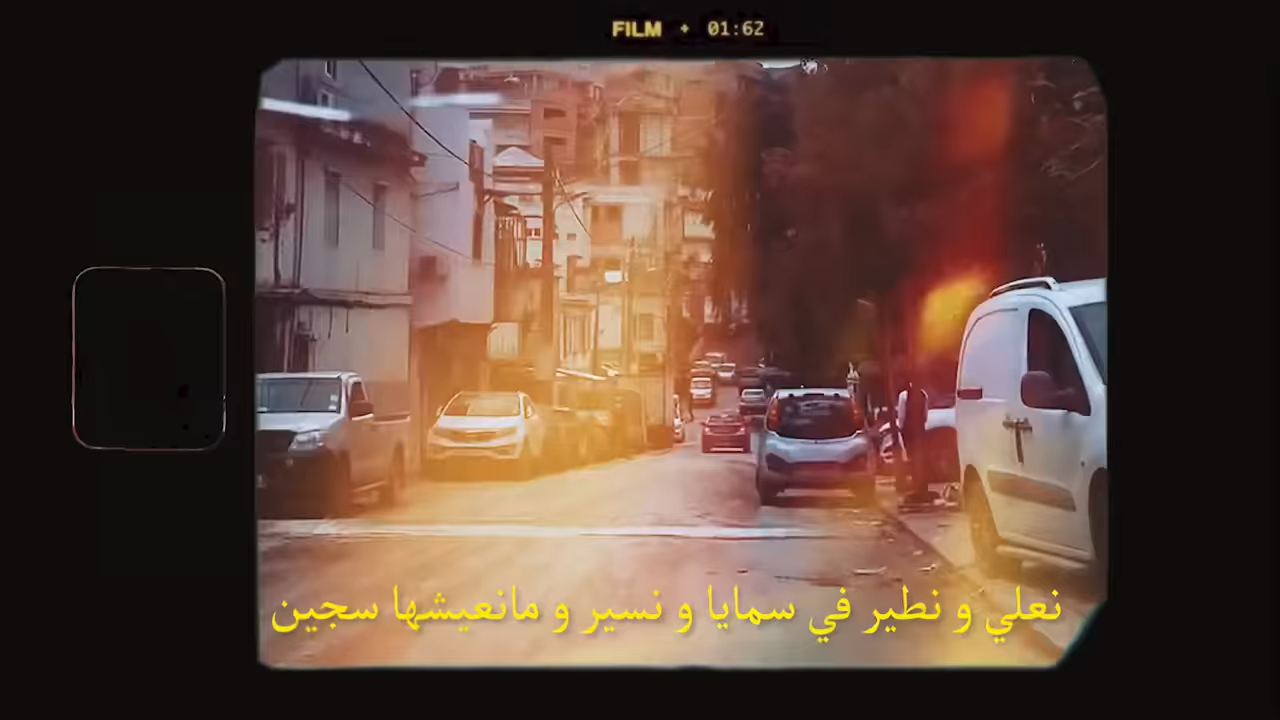 FILM + 01:62
نعلي و نطير في سمايا و نسير و مانعيشها سجين